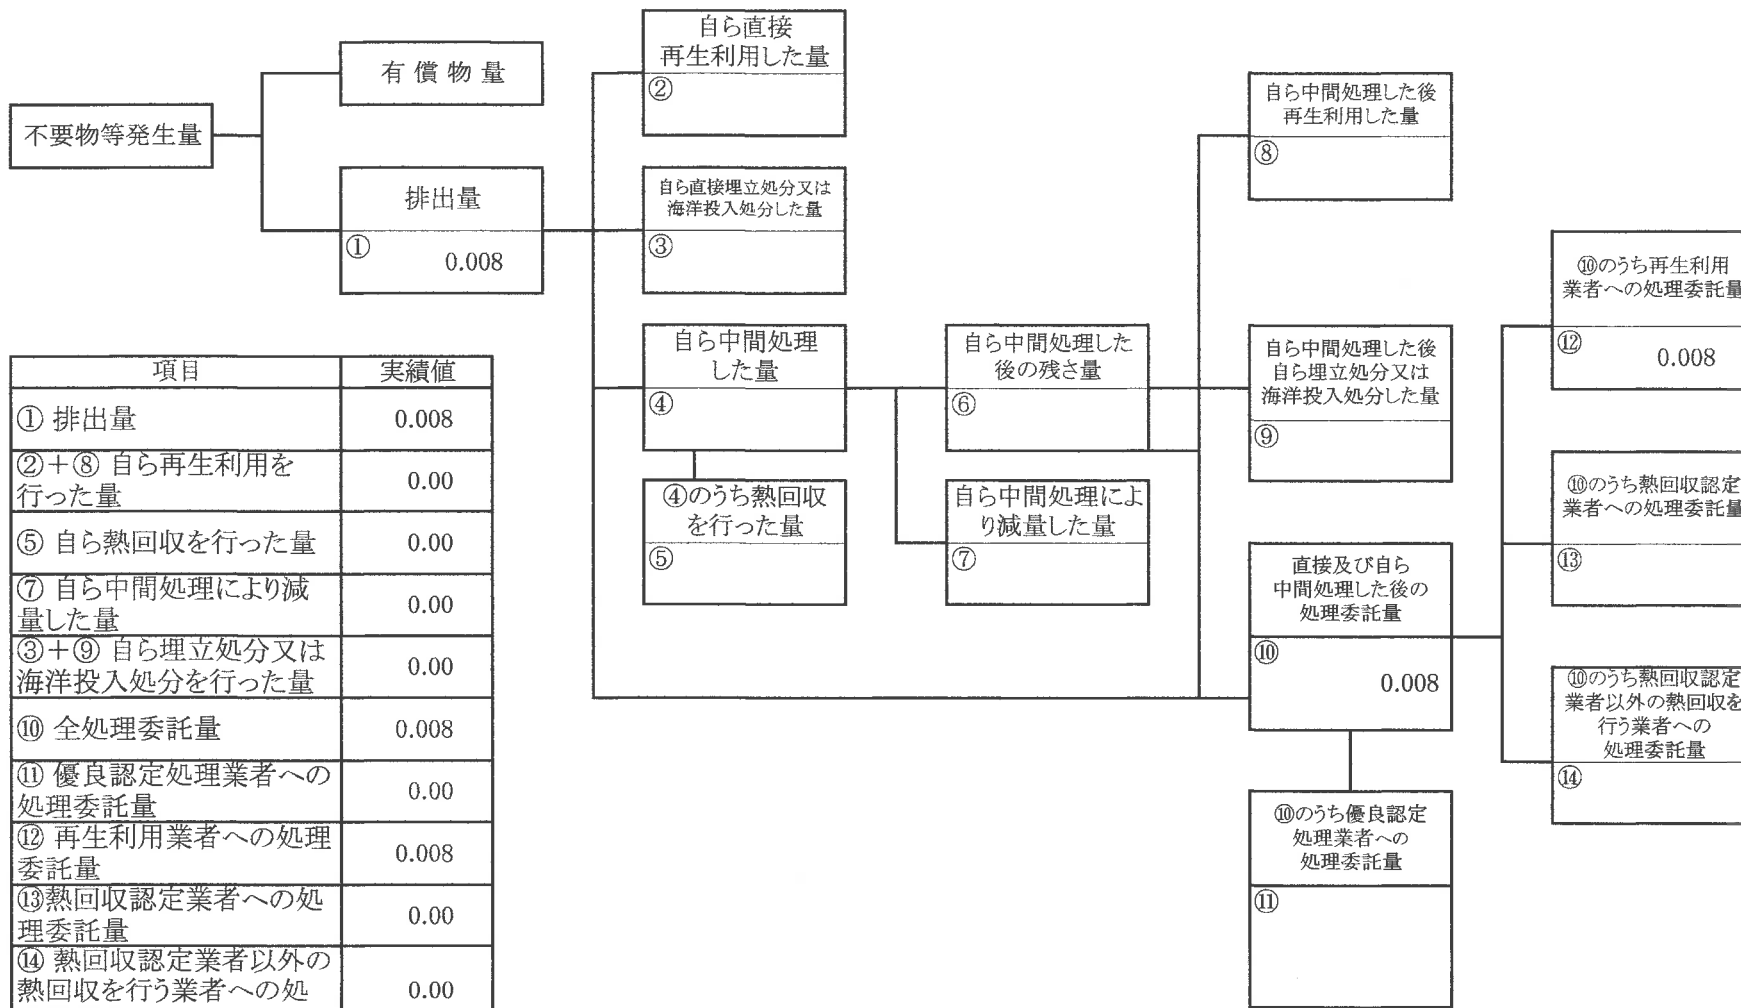 不要物等発生量
有償物量
排出量
①
0.008
自ら直接
再生利用した量
②
自ら直接埋立処分又は
海洋投入処分した量
③
自ら中間処理
した量
④
④のうち熱回収
を行った量
⑤
自ら中間処理した
後の残さ量
⑥
自ら中間処理によ
り減量した量
⑦
自ら中間処理した後
再生利用した量
⑧
自ら中間処理した後
自ら埋立処分又は
海洋投入処分した量
⑨
直接及び自ら
中間処理した後の
処理委託量
⑩
0.008
⑩のうち優良認定
処理業者への
処理委託量
⑪
⑩のうち再生利用
業者への処理委託量
⑫
0.008
⑩のうち熱回収認定
業者への処理委託量
⑬
⑩のうち熱回収認定
業者以外の熱回収を
行う業者への
処理委託量
⑭
項目 実績値
① 排出量 0.008
②+⑧ 自ら再生利用を
行った量 0.00
⑤ 自ら熱回収を行った量 0.00
⑦ 自ら中間処理により減
量した量 0.00
③+⑨ 自ら埋立処分又は
海洋投入処分を行った量 0.00
⑩ 全処理委託量 0.008
⑪ 優良認定処理業者への
処理委託量 0.00
⑫ 再生利用業者への処理
委託量 0.008
⑬熱回収認定業者への処
理委託量 0.00
⑭ 熱回収認定業者以外の
熱回収を行う業者への処 0.00